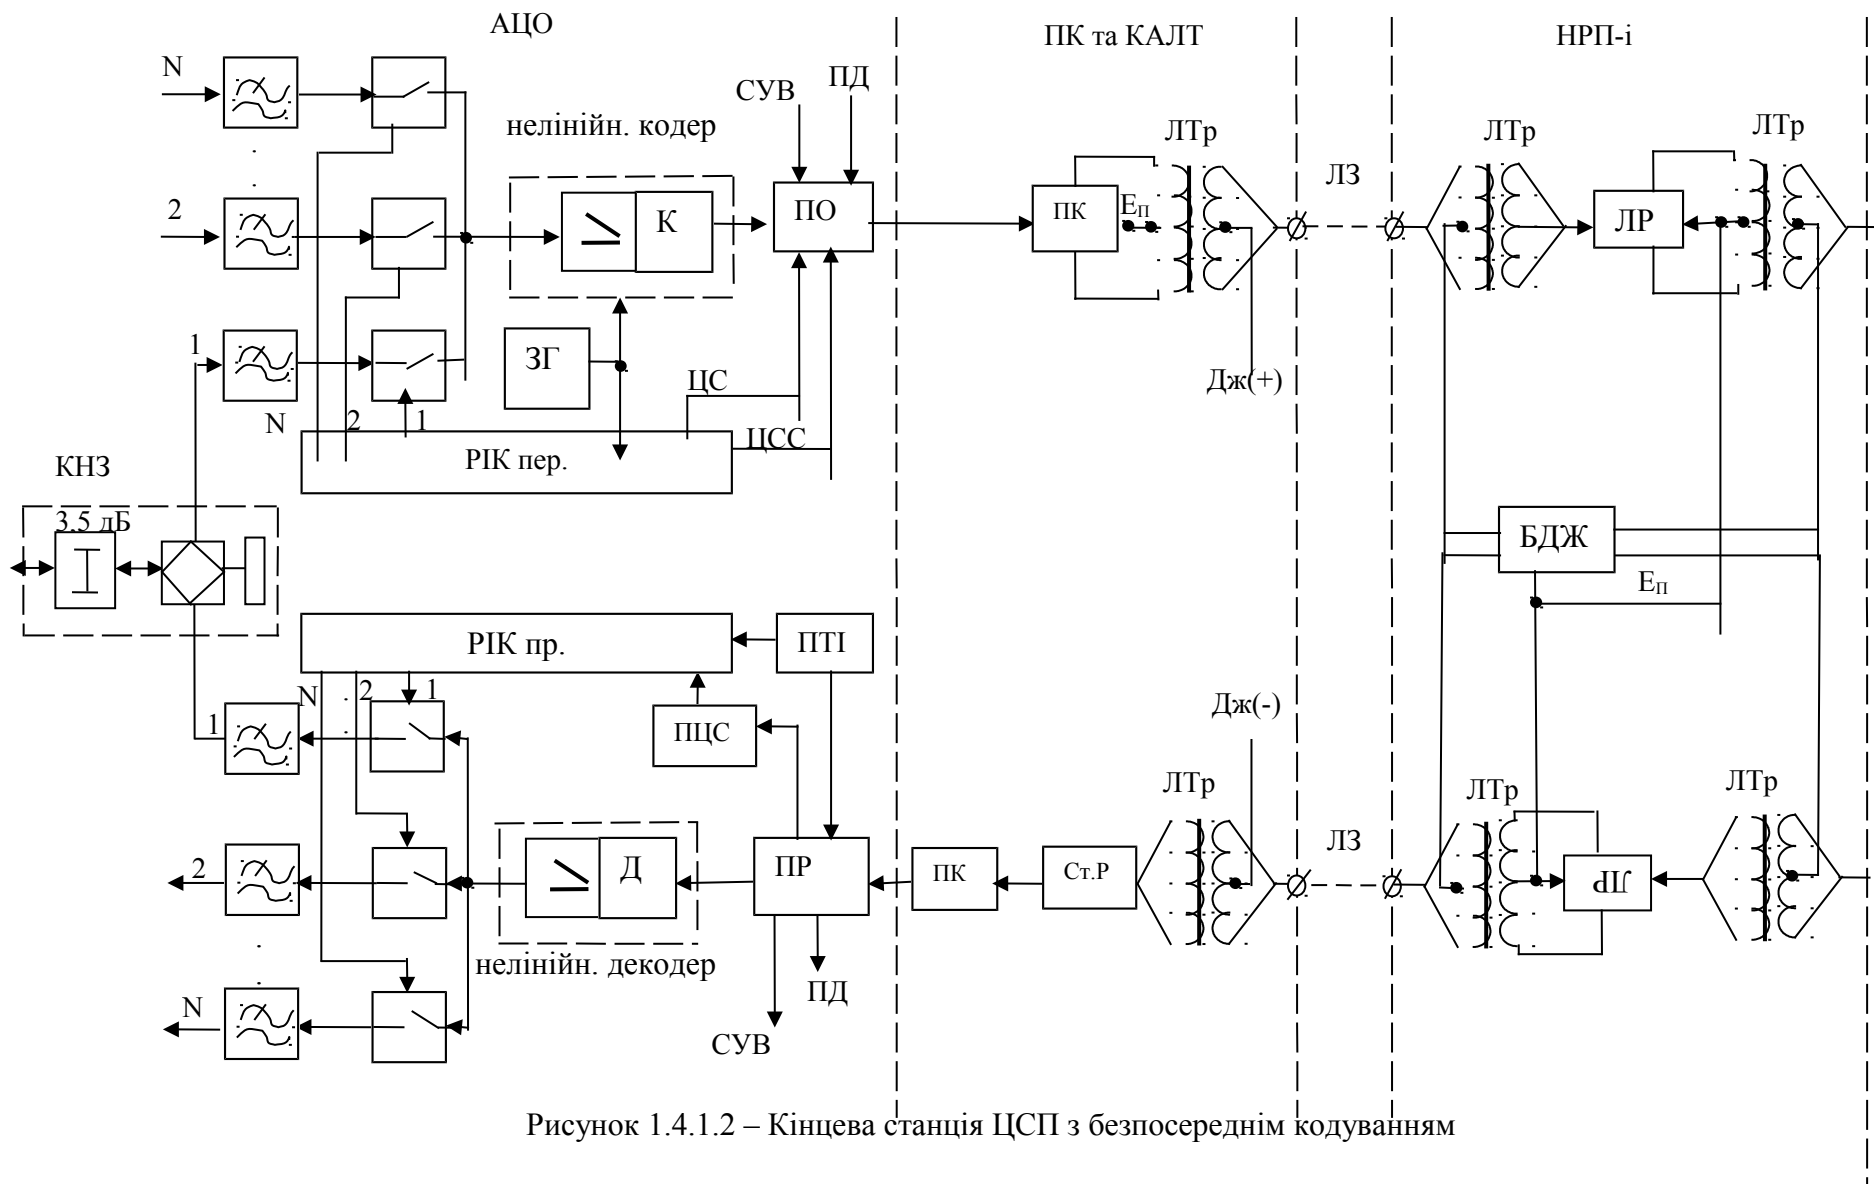 АЦО
ПК та КАЛТ
НРП-і
N
СУВ
ПД
нелінійн. кодер
ЛТр
ЛТр
ЛТр
ЛЗ
2
К
ПО
ПК
ЕП
ЛР
1
ЗГ
ЦС
Дж(+)
N
2
1
ЦСС
КНЗ
РІК пер.
3,5 дБ
БДЖ
ЕП
РІК пр.
ПТІ
N
2
1
1
ПЦС
Дж(-)
ЛТр
ЛТр
ЛТр
ЛЗ
2
Д
ПР
ПК
Ст.Р
ЛР
нелінійн. декодер
ПД
N
СУВ
Рисунок 1.4.1.2 – Кінцева станція ЦСП з безпосереднім кодуванням